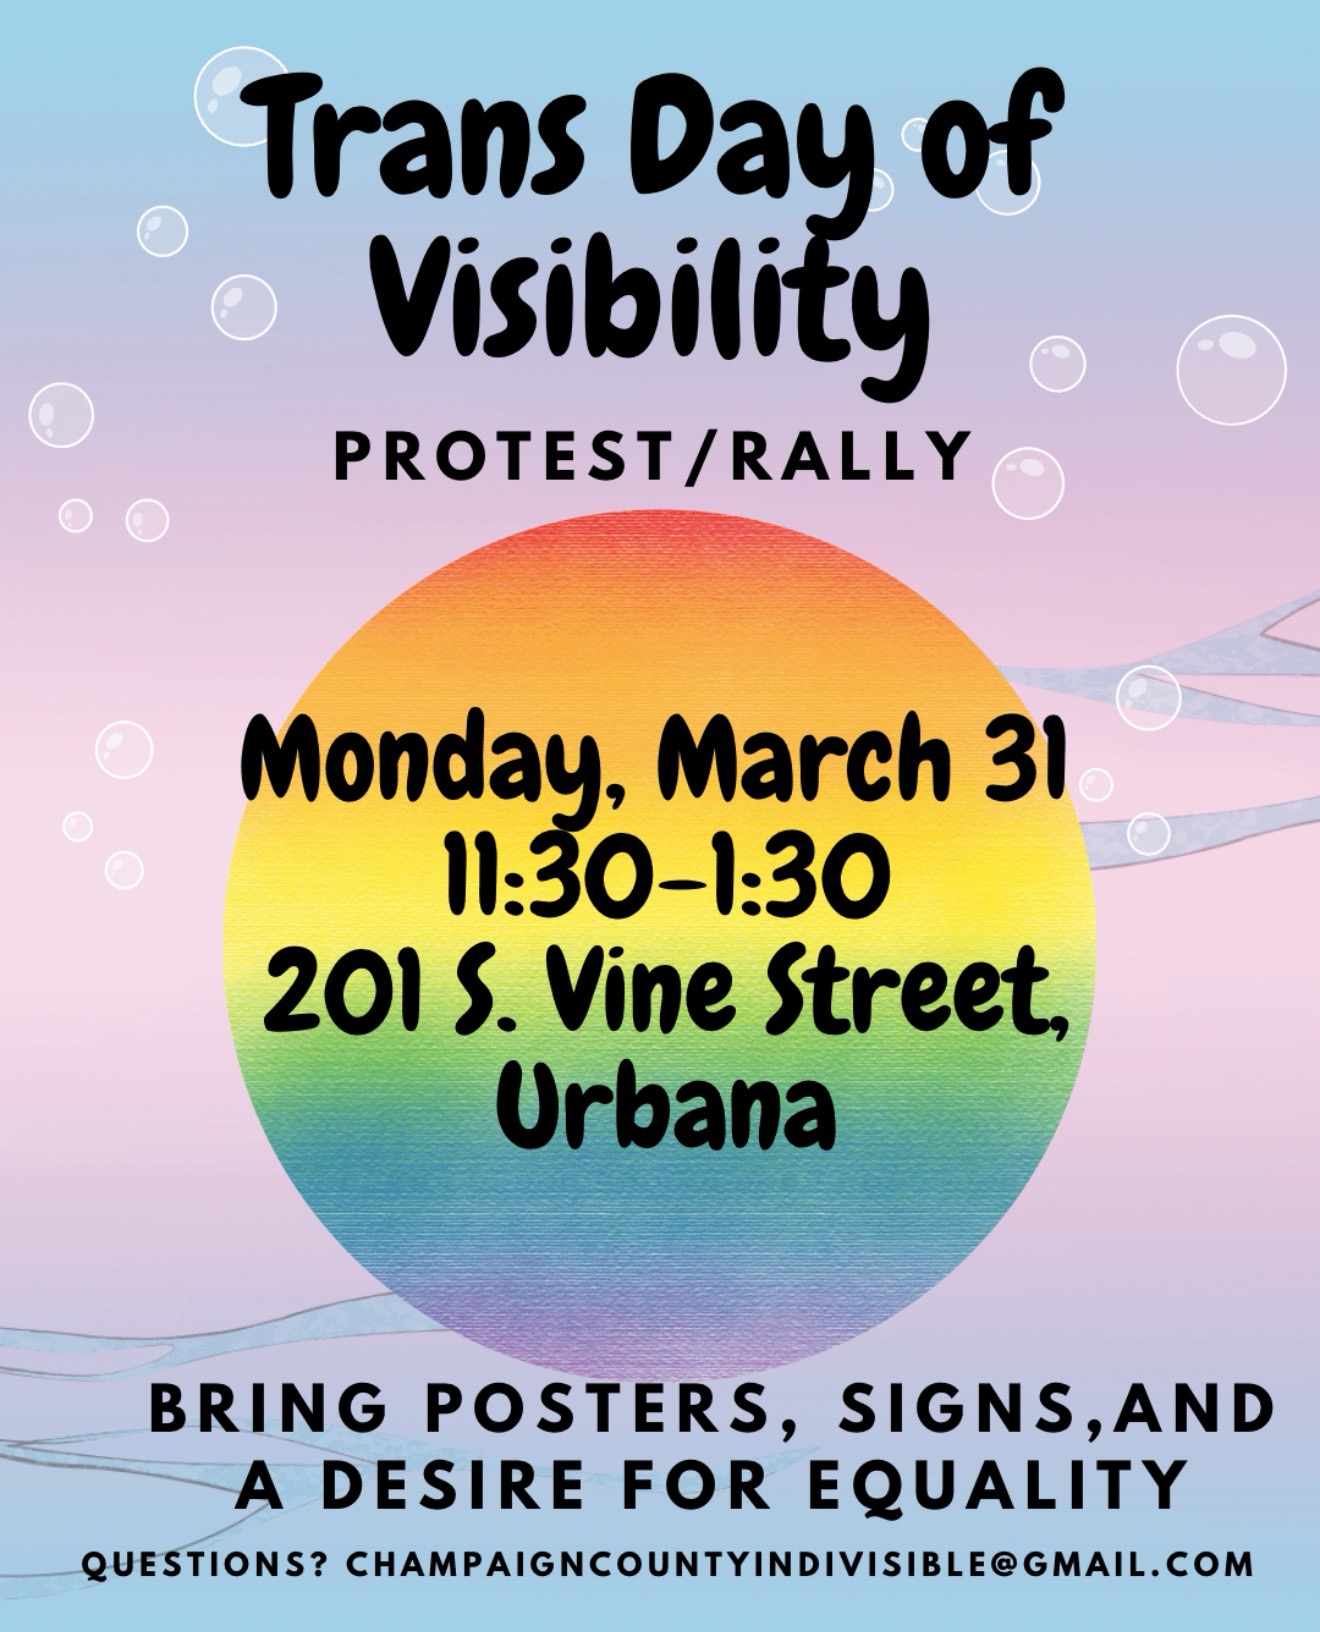 Trans Day of
Visibility
PROTEST/RALLY
Monday, March 31
11:30-1:30
201 S. Vine Street,
Urbana
BRING POSTERS, SIGNS,AND
A DESIRE FOR EQUALITY
QUESTIONS? CHAMPAIGNCOUNTYINDIVISIBLE@GMAIL.COM